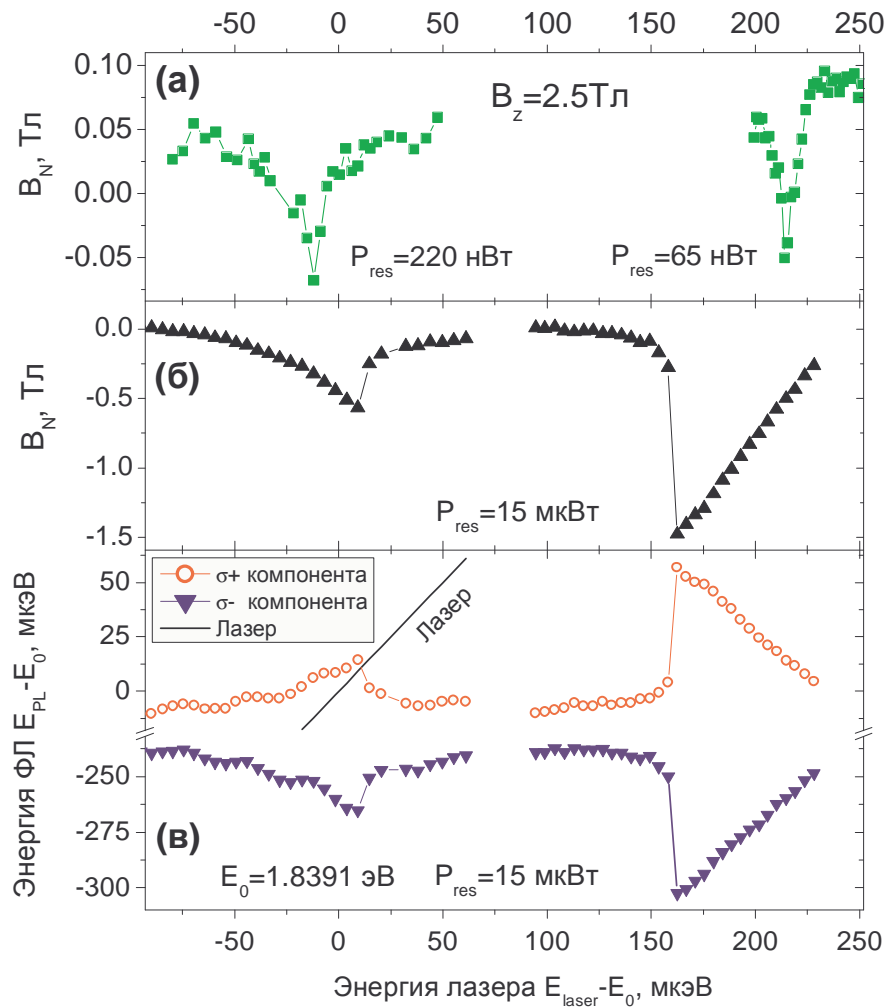 -50 0 50 100 150 200 250
(а)
B_z=2.5Тл
0.10
0.05
0.00
-0.05
B_N, Тл
P_res=220 нВт
P_res=65 нВт
0.0
-0.5
-1.0
-1.5
B_N, Тл
(б)
P_res=15 мкВт
σ+ компонента
σ- компонента
Лазер
Лазер
50
25
0
-250
-275
-300
Энергия ФЛ E_PL-E_0, мкэВ
(в)
E_0=1.8391 эВ P_res=15 мкВт
-50 0 50 100 150 200 250
Энергия лазера E_laser-E_0, мкэВ